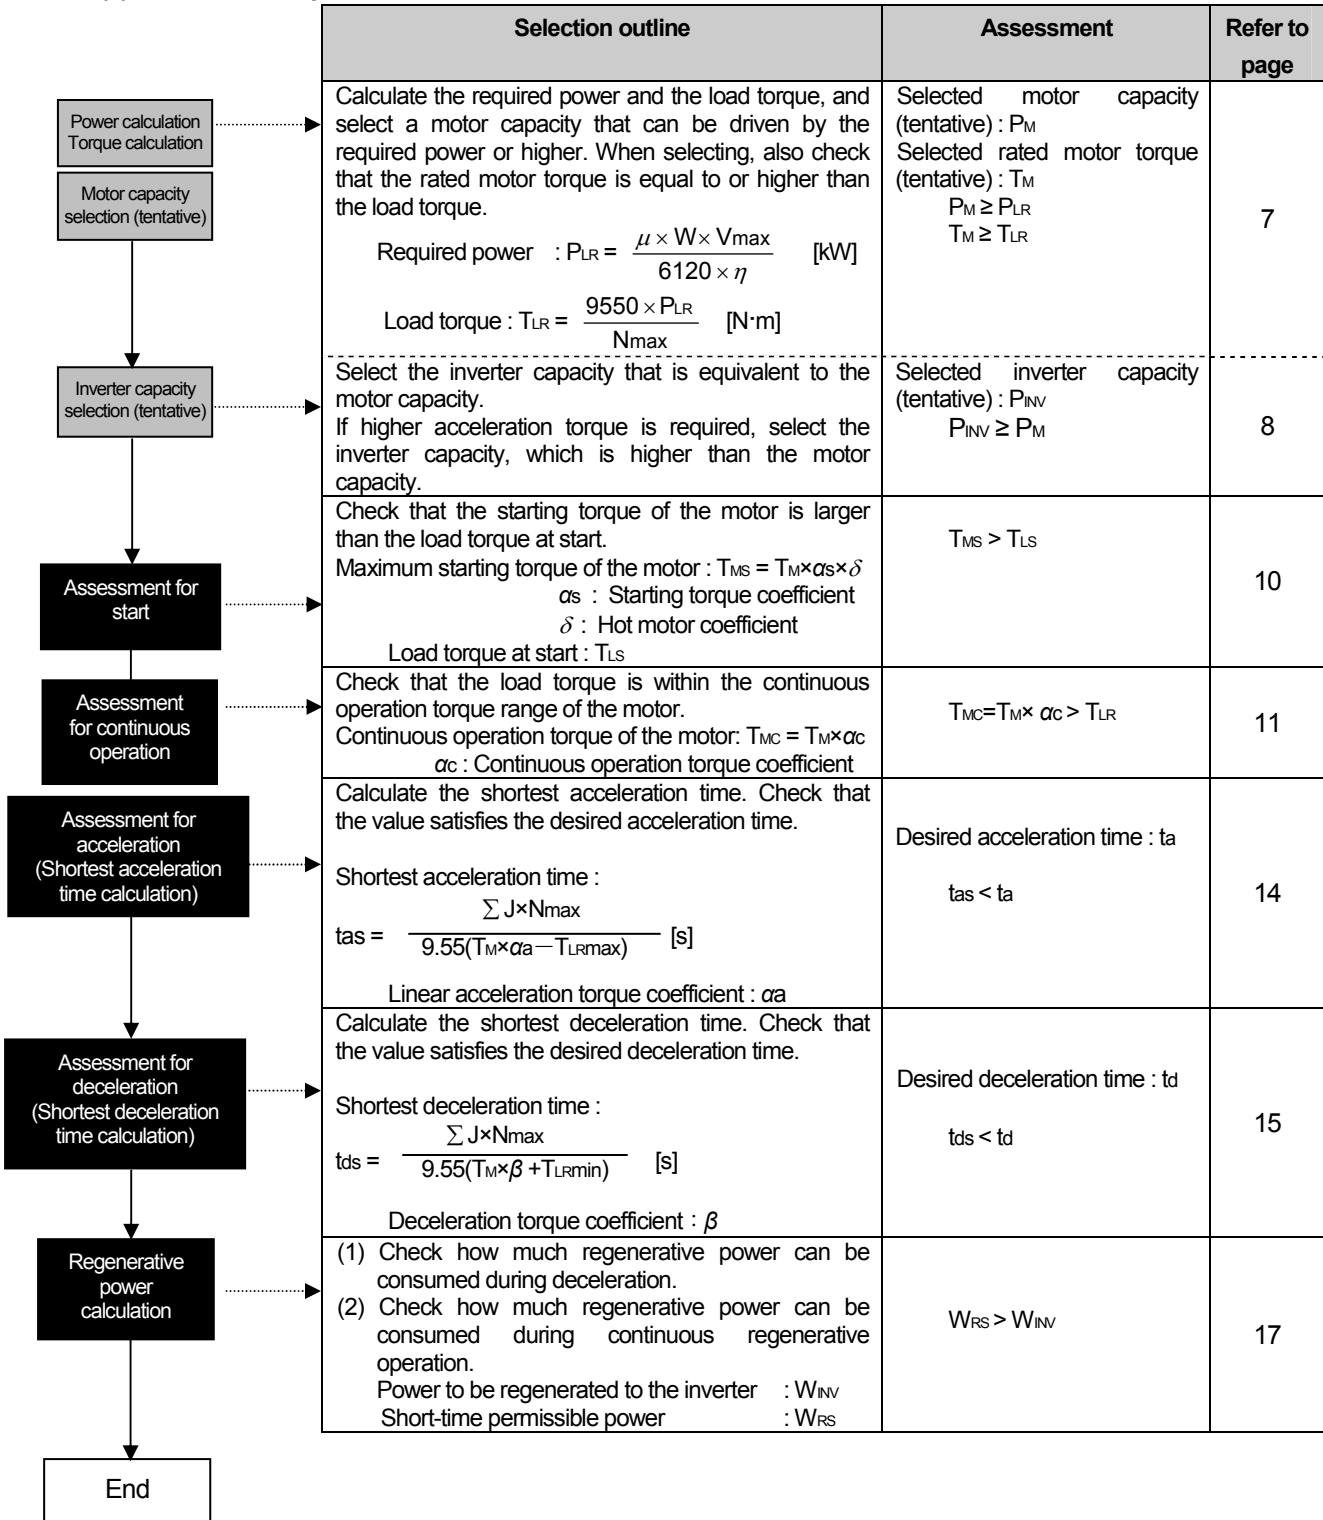 Selection outline
Assessment
Refer to
page
Power calculation
Torque calculation
Motor capacity
selection (tentative)
Calculate the required power and the load torque, and
select a motor capacity that can be driven by the
required power or higher. When selecting, also check
that the rated motor torque is equal to or higher than
the load torque.
Required power : PLR = μ × W × Vmax / 6120 × η [kW]
Load torque : TLR = 9550 × PLR / Nmax [N·m]
Selected motor capacity
(tentative) : PM
Selected rated motor torque
(tentative) : TM
PM ≥ PLR
TM ≥ TLR
7
Inverter capacity
selection (tentative)
Select the inverter capacity that is equivalent to the
motor capacity.
If higher acceleration torque is required, select the
inverter capacity, which is higher than the motor
capacity.
Selected inverter capacity
(tentative) : PINV
PINV ≥ PM
8
Assessment for
start
Check that the starting torque of the motor is larger
than the load torque at start.
Maximum starting torque of the motor : TMS = TM×αs×δ
αs : Starting torque coefficient
δ : Hot motor coefficient
Load torque at start : TLS
TMS > TLS
10
Assessment
for continuous
operation
Check that the load torque is within the continuous
operation torque range of the motor.
Continuous operation torque of the motor: TMC = TM×αc
αc : Continuous operation torque coefficient
TMC=TM× αc > TLR
11
Assessment for
acceleration
(Shortest acceleration
time calculation)
Calculate the shortest acceleration time. Check that
the value satisfies the desired acceleration time.
Shortest acceleration time :
tas = ∑ J×Nmax / 9.55(TM×αa－TLRmax) [s]
Linear acceleration torque coefficient : αa
Desired acceleration time : ta
tas < ta
14
Assessment for
deceleration
(Shortest deceleration
time calculation)
Calculate the shortest deceleration time. Check that
the value satisfies the desired deceleration time.
Shortest deceleration time :
tds = ∑ J×Nmax / 9.55(TM×β +TLRmin) [s]
Deceleration torque coefficient : β
Desired deceleration time : td
tds < td
15
Regenerative
power
calculation
(1) Check how much regenerative power can be
consumed during deceleration.
(2) Check how much regenerative power can be
consumed during continuous regenerative
operation.
Power to be regenerated to the inverter : WINV
Short-time permissible power : WRS
WRS > WINV
17
End